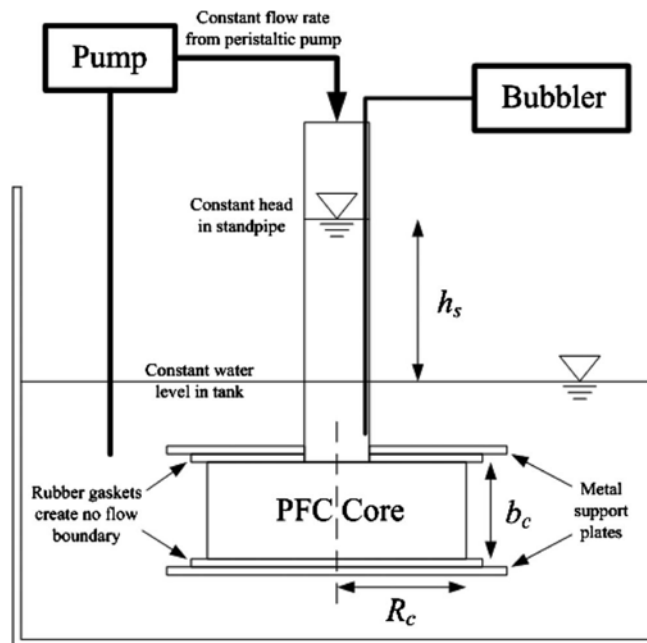 Constant flow rate
from peristaltic pump
Pump
Bubbler
Constant head
in standpipe
h_s
Constant water
level in tank
Rubber gaskets
create no flow
boundary
PFC Core
b_c
Metal
support
plates
R_c